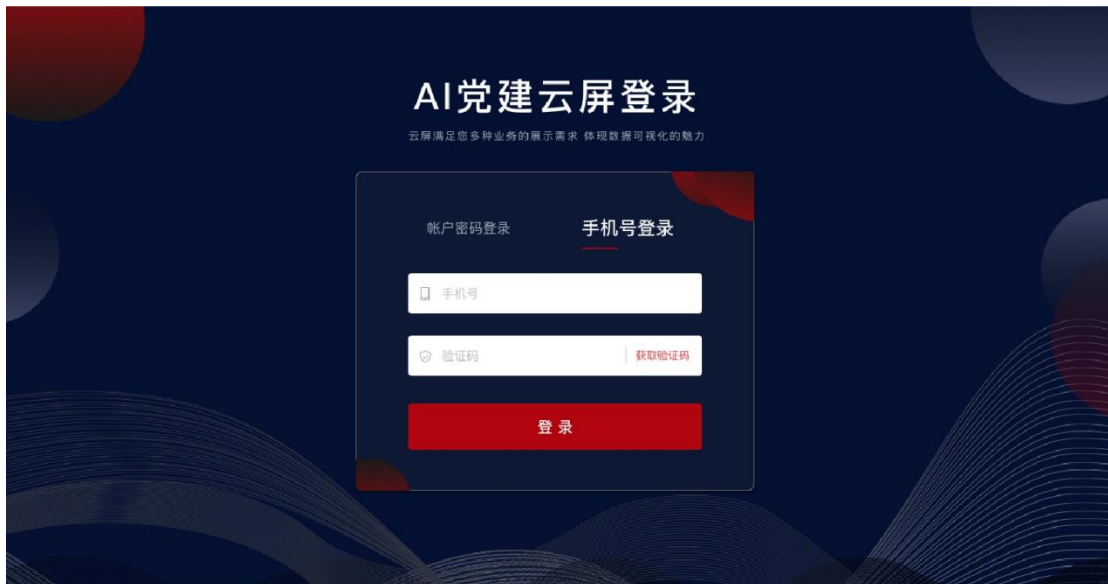 AI党建云屏登录
云屏满足您多种业务的展示需求 体现数据可视化的魅力
帐户密码登录 手机号登录
手机号
验证码 获取验证码
登录